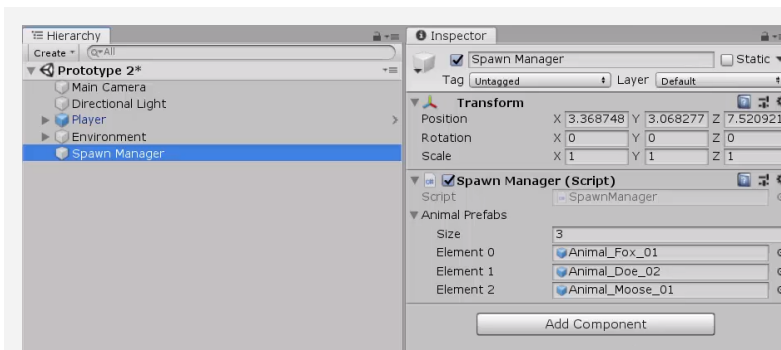 Hierarchy
Create
All
Prototype 2*
Main Camera
Directional Light
Player
Environment
Spawn Manager
Inspector
Spawn Manager
Static
Tag Untagged
Layer Default
Transform
Position X 3.368748 Y 3.068277 Z 7.520921
Rotation X 0 Y 0 Z 0
Scale X 1 Y 1 Z 1
Spawn Manager (Script)
Script SpawnManager
Animal Prefabs
Size 3
Element 0 Animal_Fox_01
Element 1 Animal_Doe_02
Element 2 Animal_Moose_01
Add Component